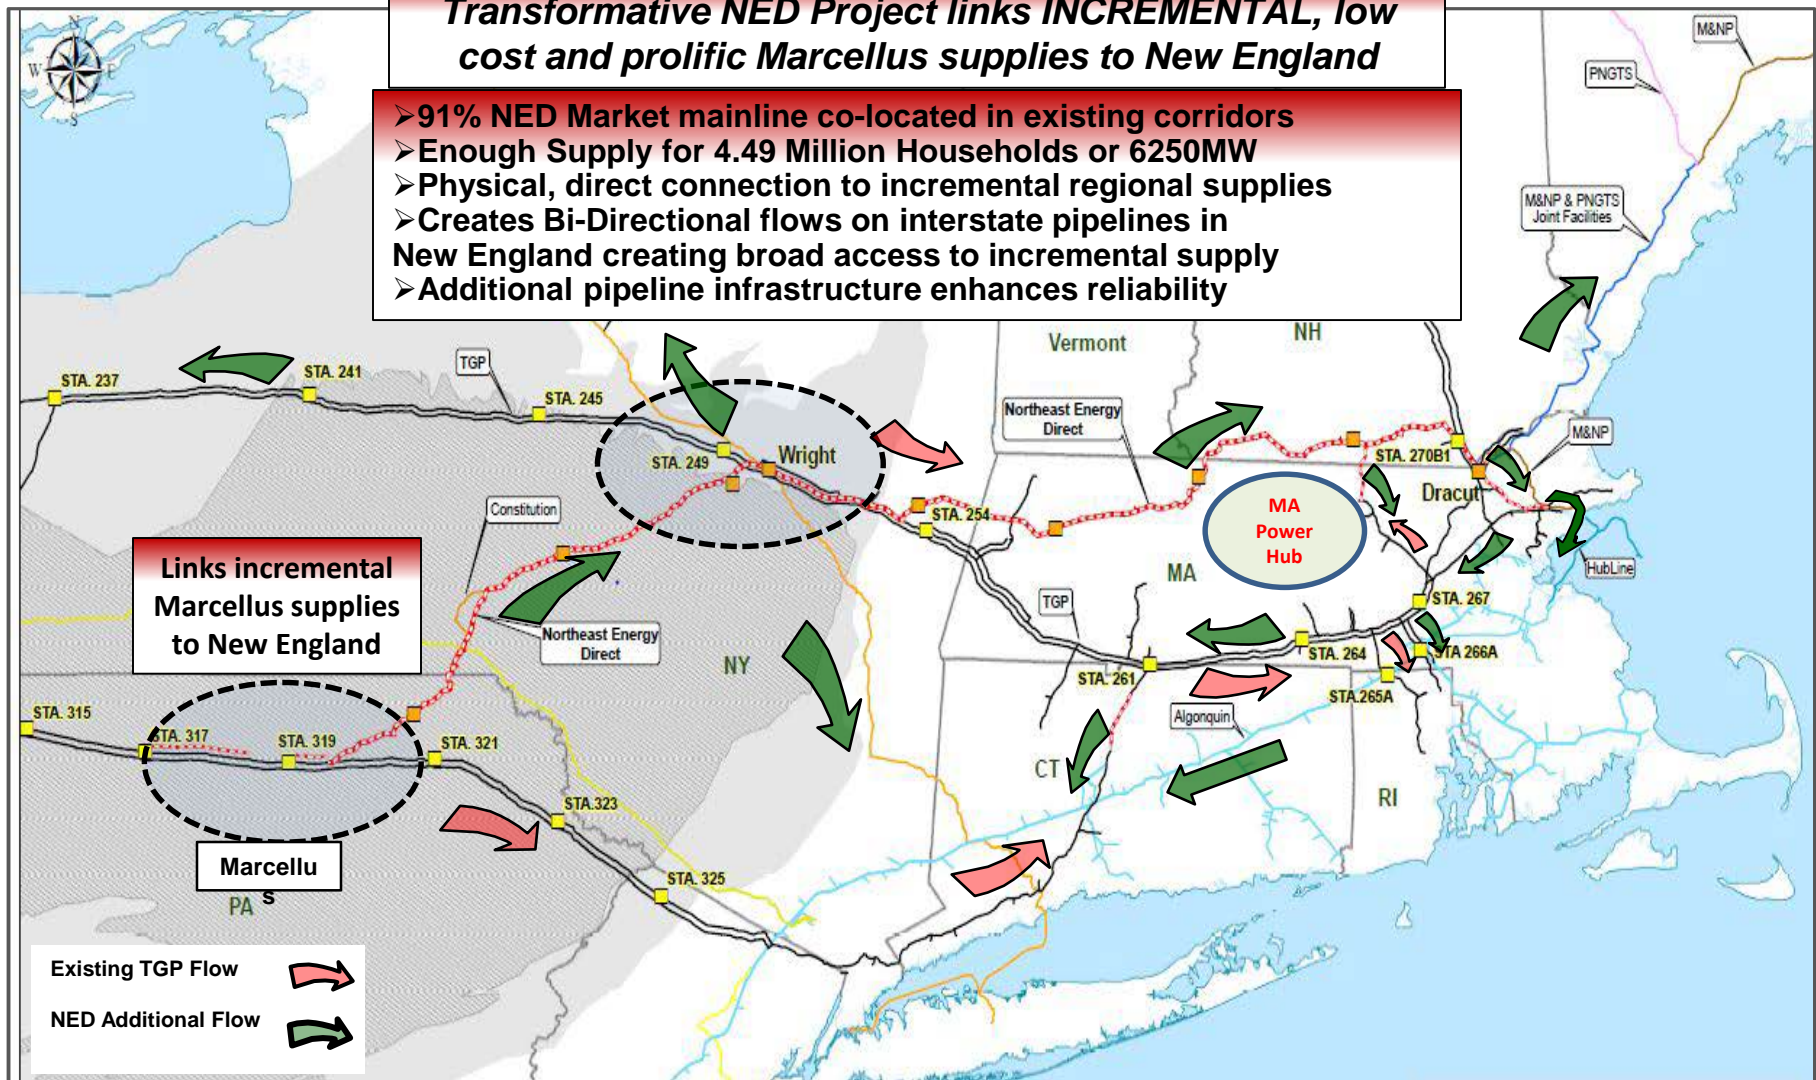 Transformative NED Project links INCREMENTAL, low
cost and prolific Marcellus supplies to New England
➢91% NED Market mainline co-located in existing corridors
➢Enough Supply for 4.49 Million Households or 6250MW
➢Physical, direct connection to incremental regional supplies
➢Creates Bi-Directional flows on interstate pipelines in
New England creating broad access to incremental supply
➢Additional pipeline infrastructure enhances reliability
N
W
E
S
M&NP
PNGTS
M&NP & PNGTS
Joint Facilities
Vermont
NH
STA. 237
STA. 241
TGP
STA. 245
STA. 249
Wright
Northeast Energy
Direct
STA. 270B1
M&NP
Dracut
Constitution
STA. 254
MA
Power
Hub
HubLine
Links incremental
Marcellus supplies
to New England
MA
TGP
STA. 267
Northeast Energy
Direct
NY
STA. 264
STA 266A
STA. 261
STA.265A
STA. 315
STA. 317
STA. 319
STA. 321
Algonquin
CT
RI
STA.323
Marcellu
s
STA. 325
PA
Existing TGP Flow
NED Additional Flow